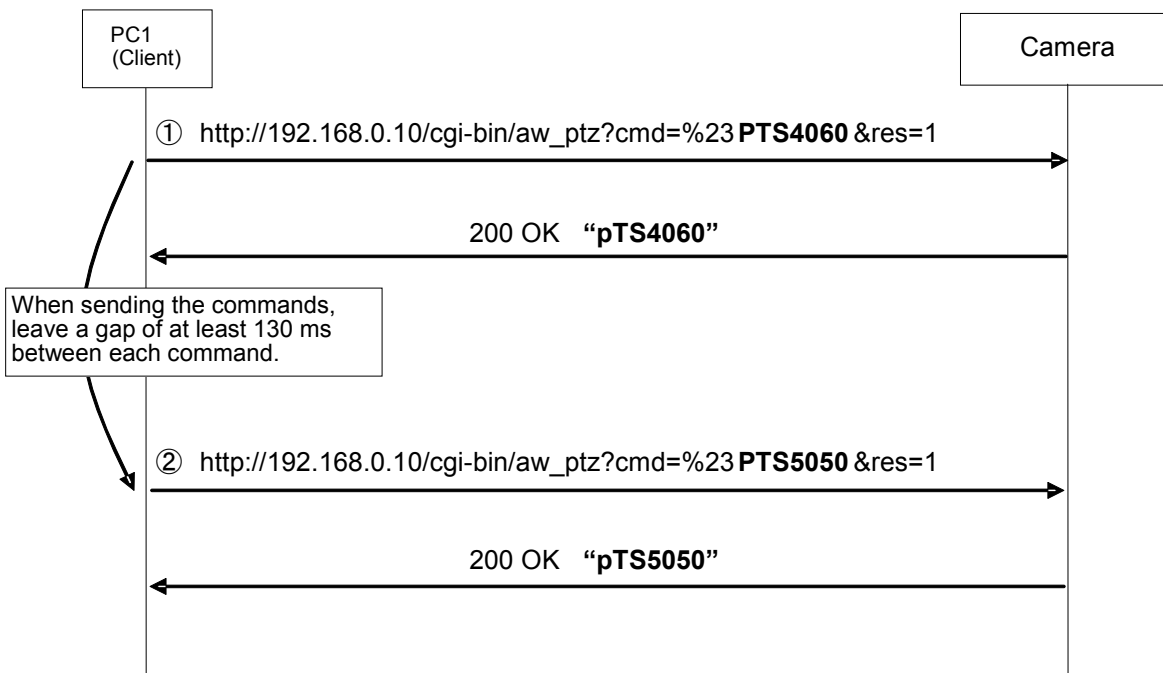 PC1
(Client)
Camera
① http://192.168.0.10/cgi-bin/aw_ptz?cmd=%23PTS4060&res=1
200 OK “pTS4060”
When sending the commands,
leave a gap of at least 130 ms
between each command.
② http://192.168.0.10/cgi-bin/aw_ptz?cmd=%23PTS5050&res=1
200 OK “pTS5050”